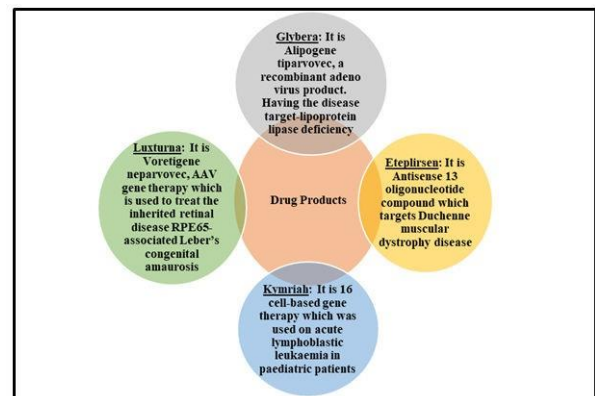 Glybera: It is
Alipogene
tiparvovec, a
recombinant adeno
virus product.
Having the disease
target-lipoprotein
lipase deficiency
Luxturna: It is
Voretigene
neparvovec, AAV
gene therapy which
is used to treat the
inherited retinal
disease RPE65-
associated Leber's
congenital
amaurosis
Drug Products
Eteplirsen: It is
Antisense 13
oligonucleotide
compound which
targets Duchenne
muscular
dystrophy disease
Kymriah: It is 16
cell-based gene
therapy which was
used on acute
lymphoblastic
leukaemia in
paediatric patients